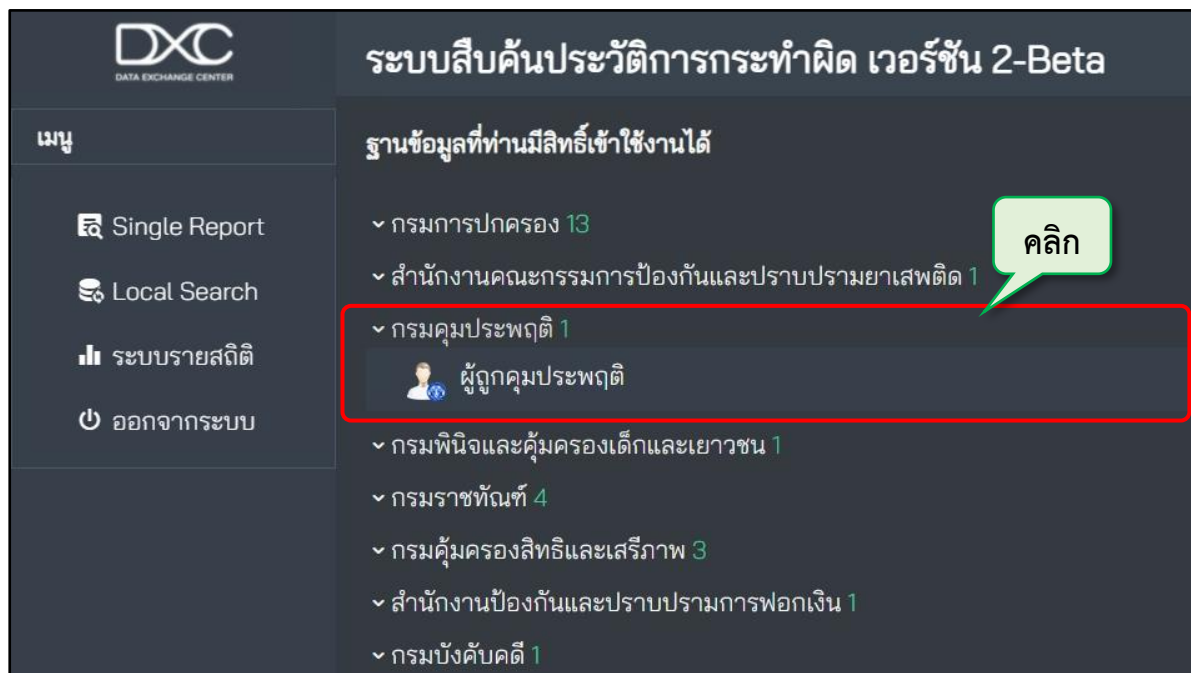 DXC
DATA EXCHANGE CENTER
ระบบสืบค้นประวัติการกระทำผิด เวอร์ชัน 2-Beta
เมนู
Single Report
Local Search
ระบบรายสถิติ
ออกจากระบบ
ฐานข้อมูลที่ท่านมีสิทธิ์เข้าใช้งานได้
กรมการปกครอง 13
คลิก
สำนักงานคณะกรรมการป้องกันและปราบปรามยาเสพติด 1
กรมคุมประพฤติ 1
ผู้ถูกคุมประพฤติ
กรมพินิจและคุ้มครองเด็กและเยาวชน 1
กรมราชทัณฑ์ 4
กรมคุ้มครองสิทธิและเสรีภาพ 3
สำนักงานป้องกันและปราบปรามการฟอกเงิน 1
กรมบังคับคดี 1